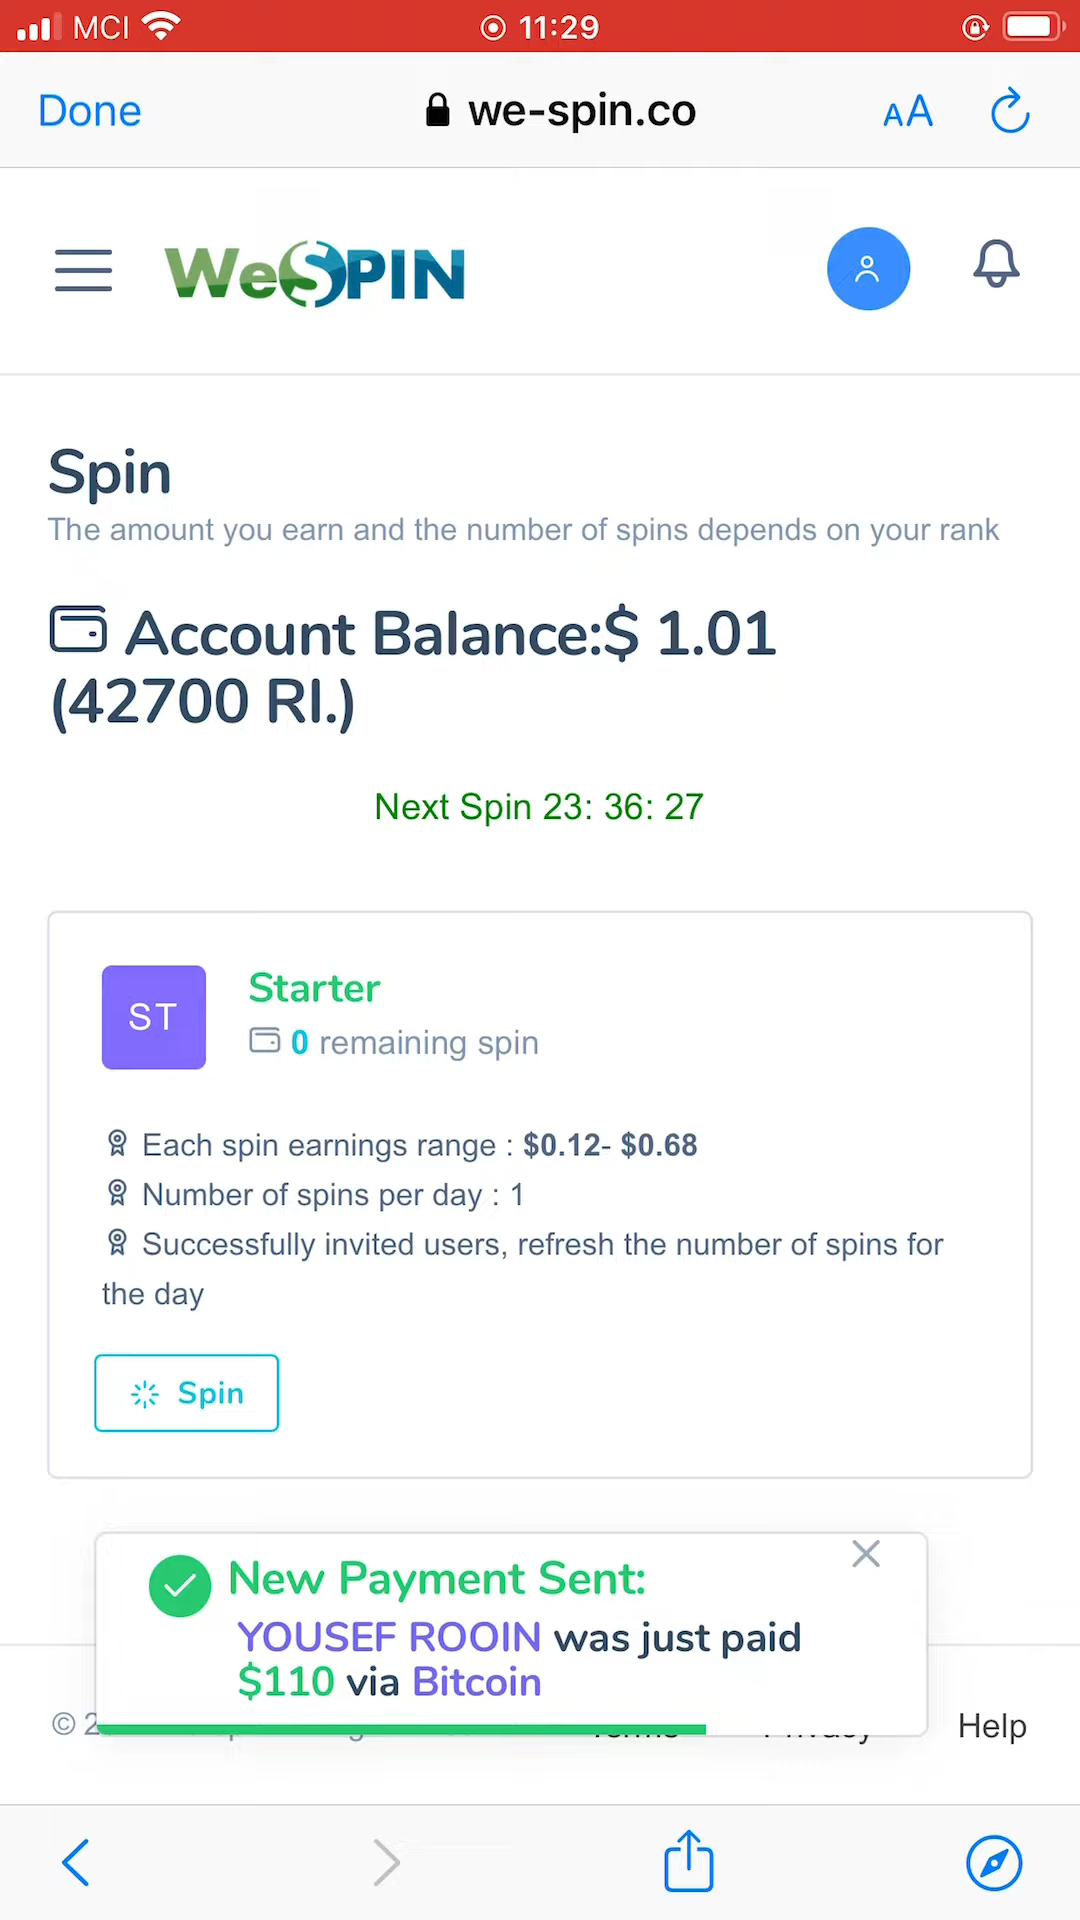 MCI 11:29
Done we-spin.co AA
WeSPIN
Spin
The amount you earn and the number of spins depends on your rank
Account Balance:$ 1.01
(42700 RI.)
Next Spin 23: 36: 27
ST
Starter
0 remaining spin
Each spin earnings range : $0.12- $0.68
Number of spins per day : 1
Successfully invited users, refresh the number of spins for
the day
Spin
New Payment Sent:
YOUSEF ROOIN was just paid
$110 via Bitcoin
© Help